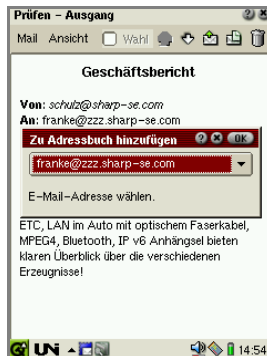 Prüfen – Ausgang
Mail Ansicht Wahl
Geschäftsbericht
Von: schulz@sharp-se.com
An: franke@zzz.sharp-se.com
Zu Adressbuch hinzufügen OK
franke@zzz.sharp-se.com
E-Mail-Adresse wählen.
ETC, LAN im Auto mit optischem Faserkabel,
MPEG4, Bluetooth, IP v6 Anhängsel bieten
klaren Überblick über die verschiedenen
Erzeugnisse!
UNi 14:54